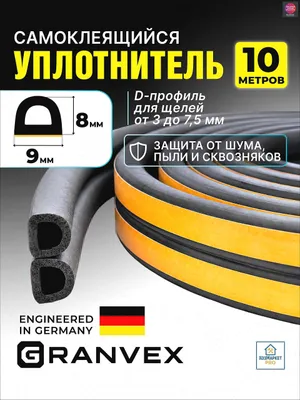 САМОКЛЕЯЩИЙСЯ
УПЛОТНИТЕЛЬ
10
МЕТРОВ
D-профиль
для щелей
от 3 до 7,5 мм
8мм
9мм
ЗАЩИТА ОТ ШУМА,
ПЫЛИ И СКВОЗНЯКОВ
ENGINEERED
IN GERMANY
GRANVEX
PRO